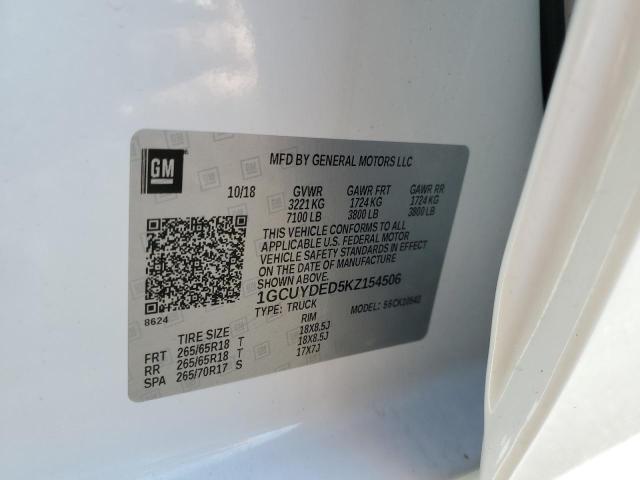 GM
MFD BY GENERAL MOTORS LLC
10/18 GVWR GAWR FRT GAWR RR
3221 KG 1724 KG 1724 KG
7100 LB 3800 LB 3800 LB
THIS VEHICLE CONFORMS TO ALL
APPLICABLE U.S. FEDERAL MOTOR
VEHICLE SAFETY STANDARDS IN
EFFECT ON THE DATE OF MANUFACTURE
SHOWN ABOVE.
1GCUYDED5KZ154506
TYPE: TRUCK MODEL:
8624
TIRE SIZE RIM
FRT 265/65R18 T 18X8.5J
RR 265/65R18 T 18X8.5J
SPA 265/70R17 S 17X7J